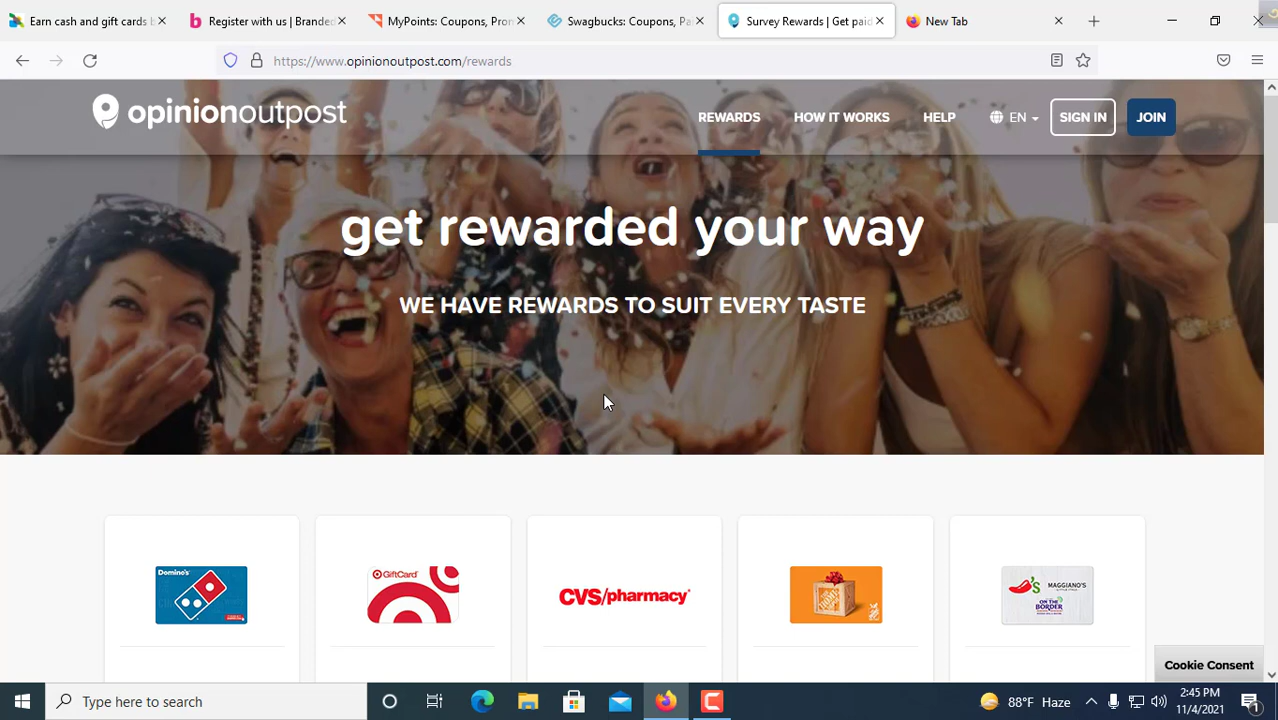 Earn cash and gift cards b
Register with us | Branded
MyPoints: Coupons, Pro
Swagbucks: Coupons, Pa
Survey Rewards | Get paid
New Tab
https://www.opinionoutpost.com/rewards
opinionoutpost
REWARDS
HOW IT WORKS
HELP
EN
SIGN IN
JOIN
get rewarded your way
WE HAVE REWARDS TO SUIT EVERY TASTE
Domino's
GiftCard
CVS/pharmacy
MAGGIANO'S
ON THE
BORDER
Cookie Consent
Type here to search
88°F Haze
2:45 PM
11/4/2021
1